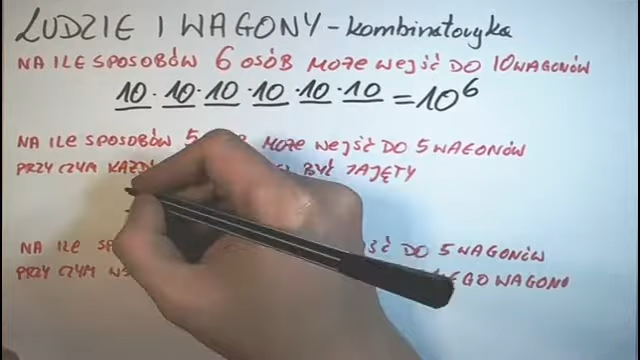 LUDZIE I WAGONY - kombinatoryka
NA ILE SPOSOBÓW 6 OSÓB MOŻE WEJŚĆ DO 10 WAGONÓW
10 · 10 · 10 · 10 · 10 · 10 = 10⁶
NA ILE SPOSOBÓW 5 MOŻE WEJŚĆ DO 5 WAGONÓW
PRZY CZYM BYĆ ZAJĘTY
NA ILE DO 5 WAGONÓW
PRZY CZYM WAGONU